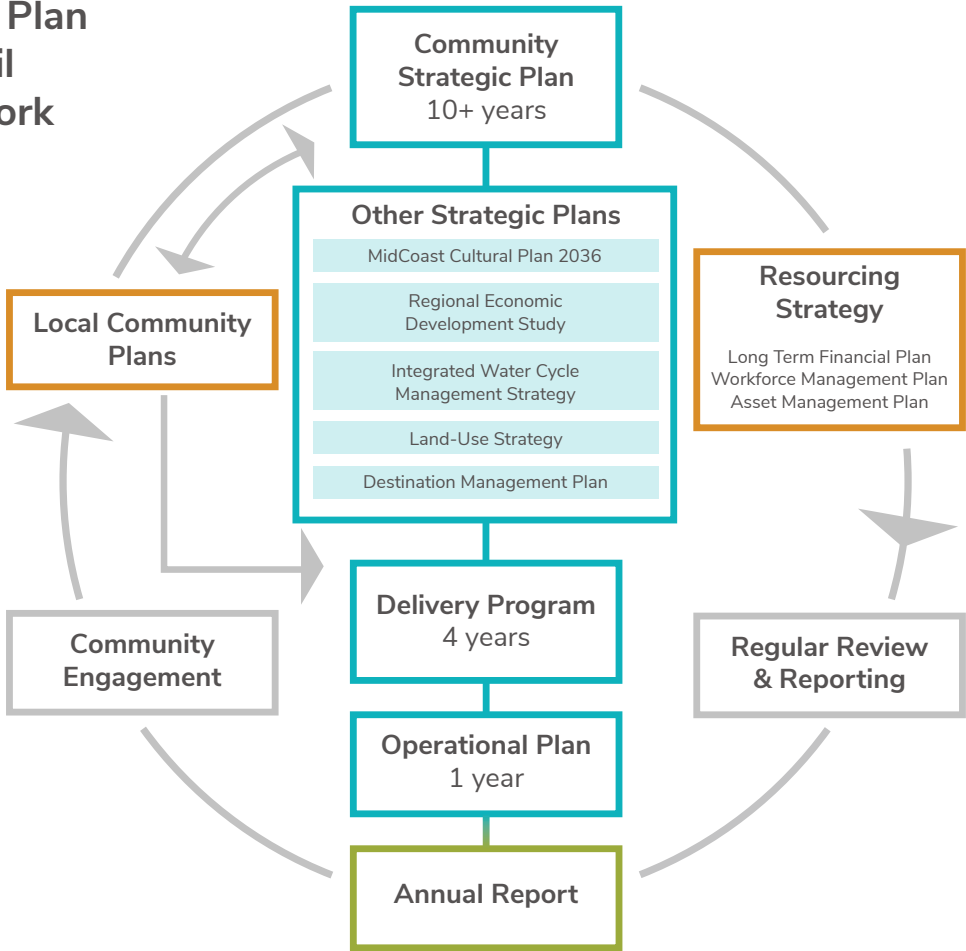 Plan
il
ork
Community
Strategic Plan
10+ years
Other Strategic Plans
MidCoast Cultural Plan 2036
Regional Economic
Development Study
Integrated Water Cycle
Management Strategy
Land-Use Strategy
Destination Management Plan
Local Community
Plans
Resourcing
Strategy
Long Term Financial Plan
Workforce Management Plan
Asset Management Plan
Delivery Program
4 years
Community
Engagement
Regular Review
& Reporting
Operational Plan
1 year
Annual Report